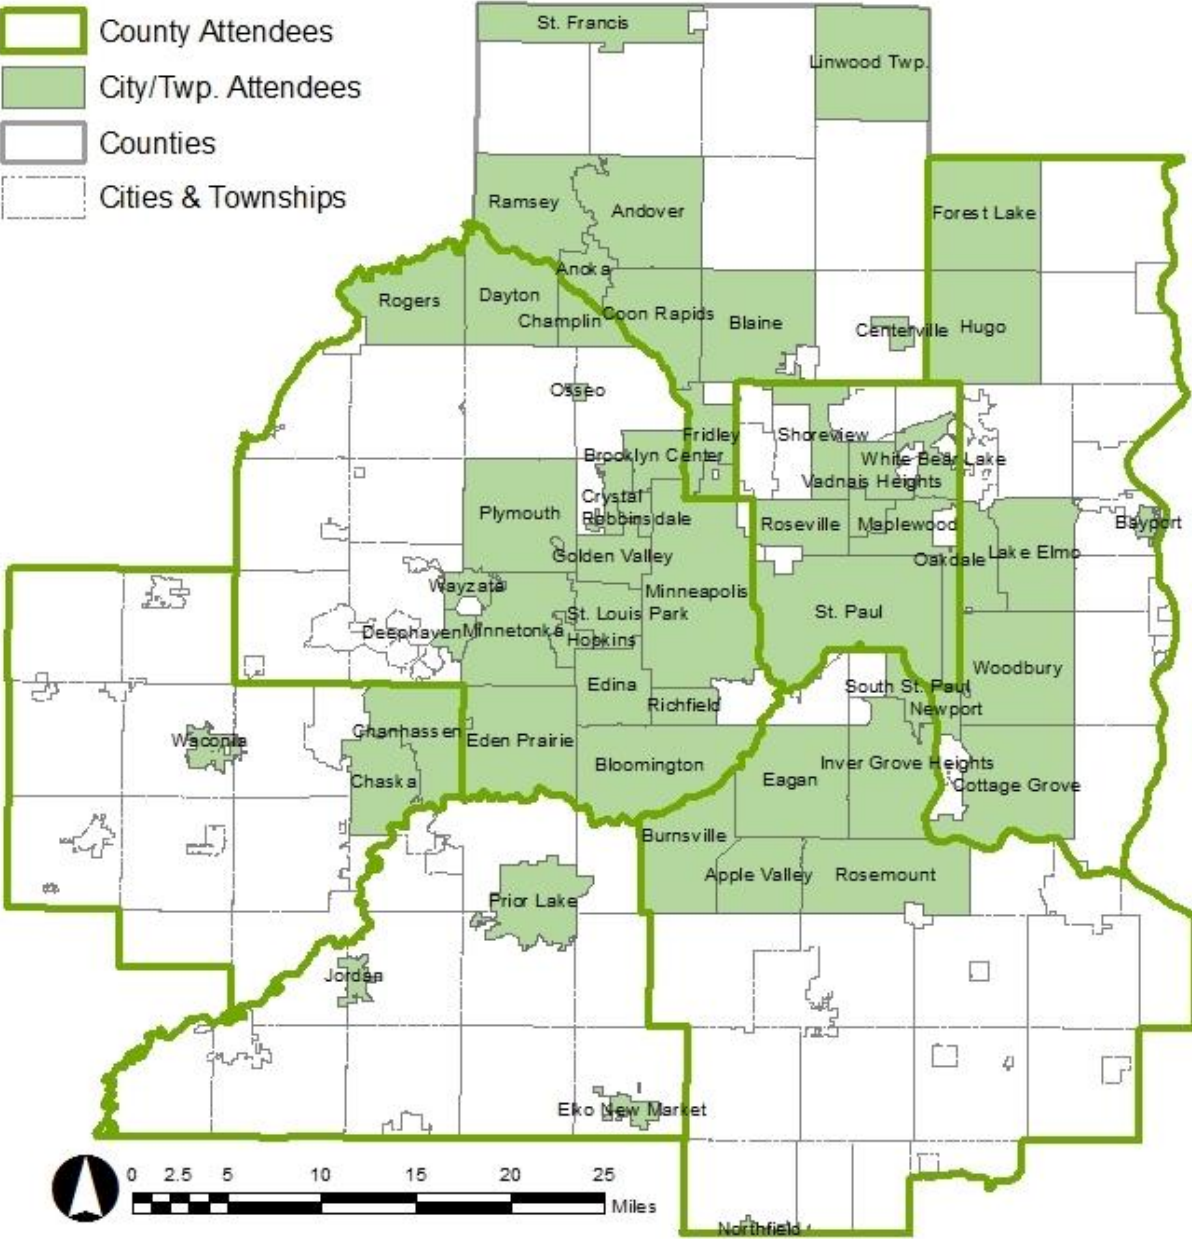 County Attendees
City/Twp. Attendees
Counties
Cities & Townships
St. Francis
Linwood Twp.
Ramsey
Andover
Forest Lake
Anoka
Rogers
Dayton
Champlin
Coon Rapids
Blaine
Centerville
Hugo
Osseo
Fridley
Shoreview
Brooklyn Center
White Bear Lake
Vadnais Heights
Crystal
Plymouth
Robbinsdale
Roseville
Maplewood
Bayport
Golden Valley
Oakdale
Lake Elmo
Wayzata
Minneapolis
St. Louis Park
St. Paul
Deephaven
Minnetonka
Hopkins
Woodbury
Edina
South St. Paul
Richfield
Newport
Chanhassen
Waconia
Eden Prairie
Bloomington
Inver Grove Heights
Chaska
Eagan
Cottage Grove
Burnsville
Apple Valley
Rosemount
Prior Lake
Jordan
Elko New Market
0 2.5 5 10 15 20 25
Miles
Northfield